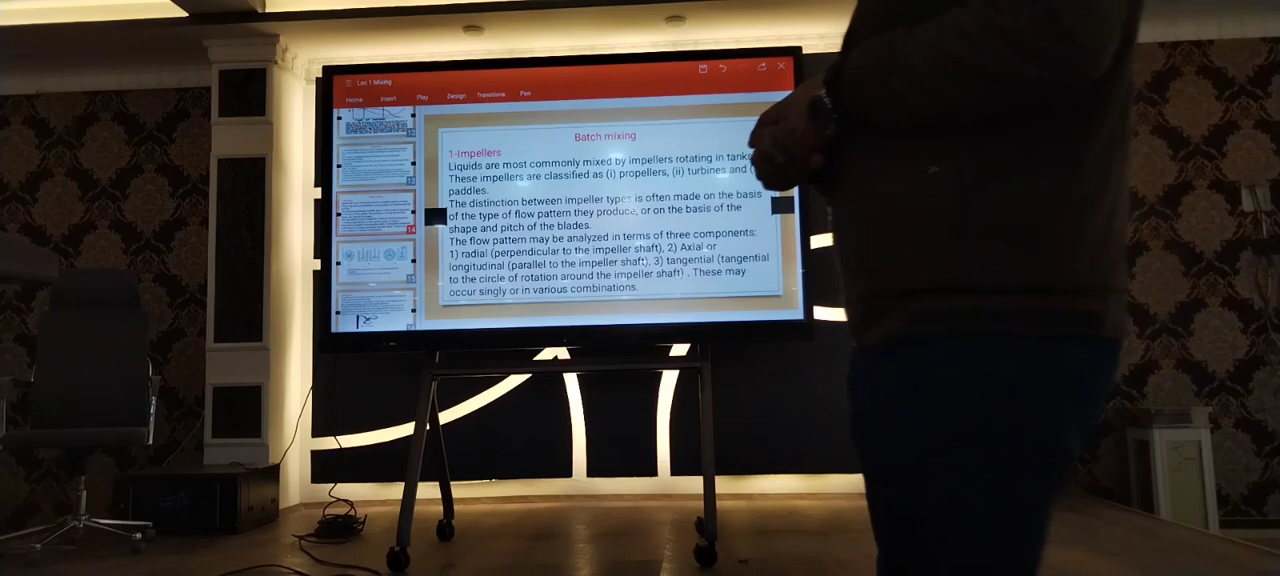 Lec 1 Mixing
Home Insert Play Design Transitions Pen
Batch mixing
1-Impellers
Liquids are most commonly mixed by impellers rotating in tanks
These impellers are classified as (i) propellers, (ii) turbines and (
paddles.
The distinction between impeller types is often made on the basis
of the type of flow pattern they produce, or on the basis of the
shape and pitch of the blades.
The flow pattern may be analyzed in terms of three components:
1) radial (perpendicular to the impeller shaft), 2) Axial or
longitudinal (parallel to the impeller shaft), 3) tangential (tangential
to the circle of rotation around the impeller shaft) . These may
occur singly or in various combinations.
12
13
14
15